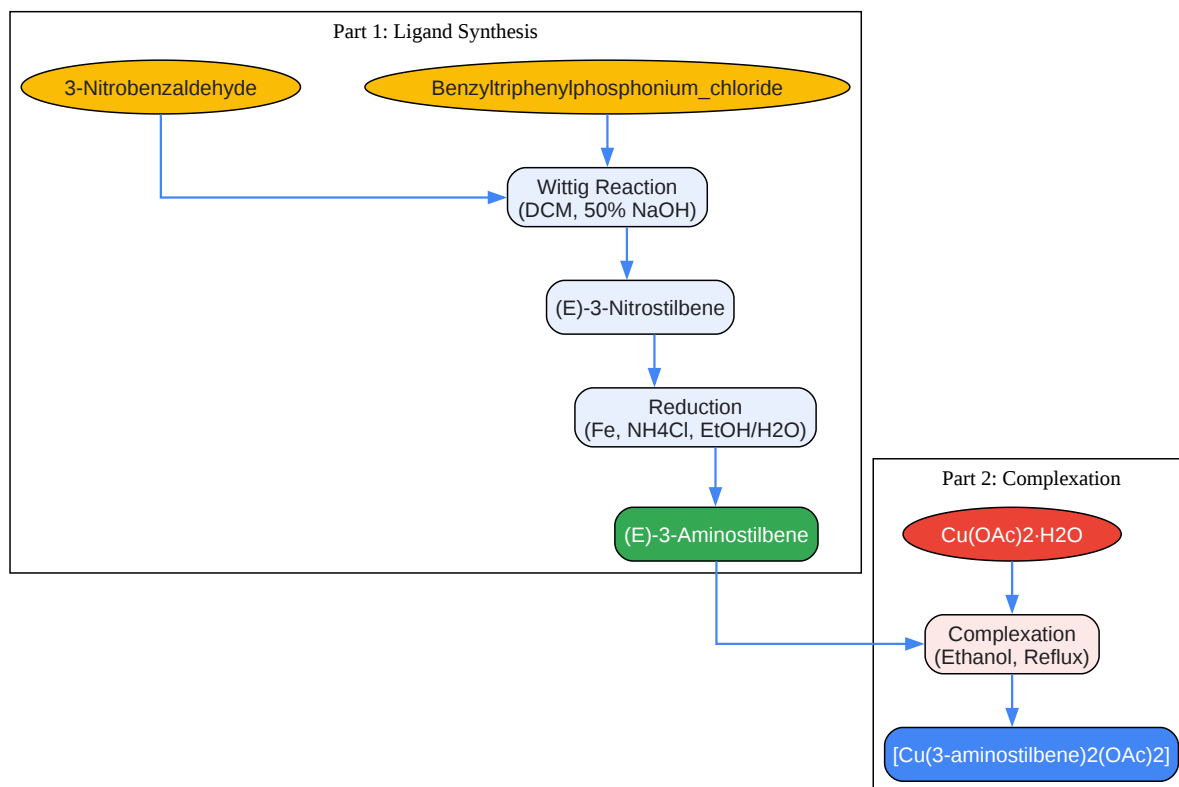 Part 1: Ligand Synthesis
3-Nitrobenzaldehyde
Benzyltriphenylphosphonium_chloride
Wittig Reaction
(DCM, 50% NaOH)
(E)-3-Nitrostilbene
Reduction
(Fe, NH4Cl, EtOH/H2O)
(E)-3-Aminostilbene
Part 2: Complexation
Cu(OAc)2·H2O
Complexation
(Ethanol, Reflux)
[Cu(3-aminostilbene)2(OAc)2]